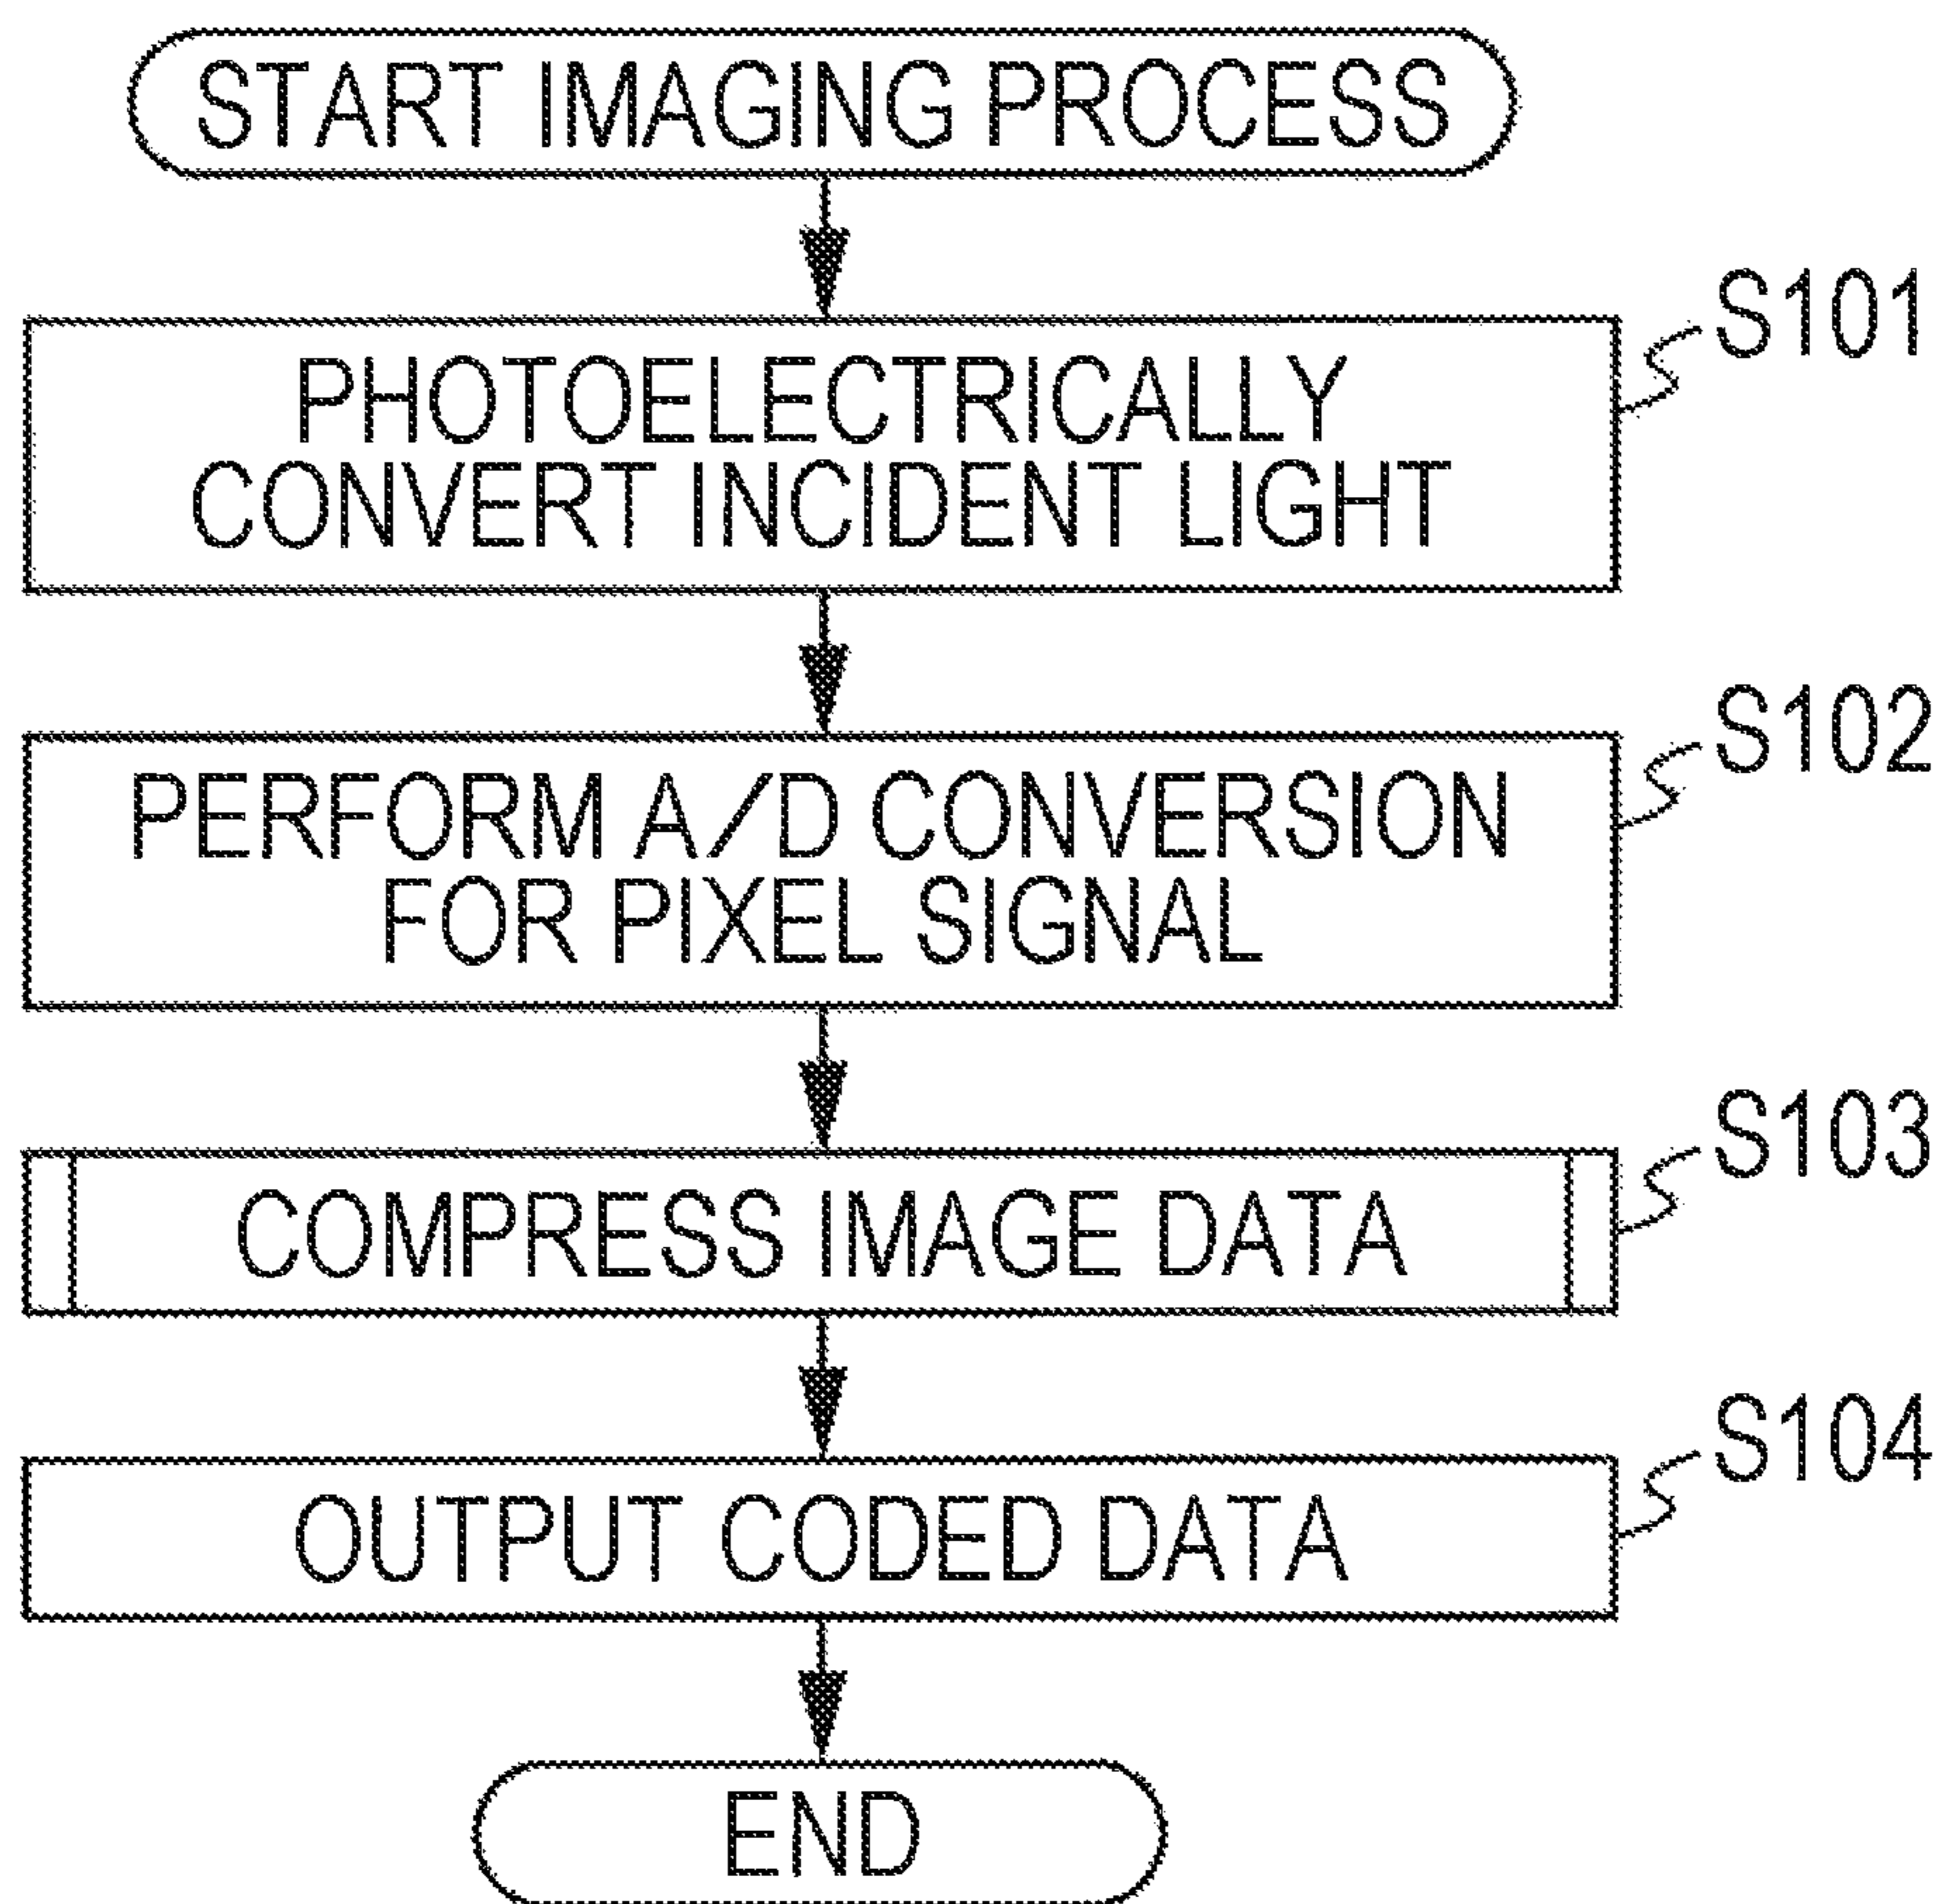 START IMAGING PROCESS
S101
PHOTOELECTRICALLY
CONVERT INCIDENT LIGHT
S102
PERFORM A/D CONVERSION
FOR PIXEL SIGNAL
S103
COMPRESS IMAGE DATA
S104
OUTPUT CODED DATA
END